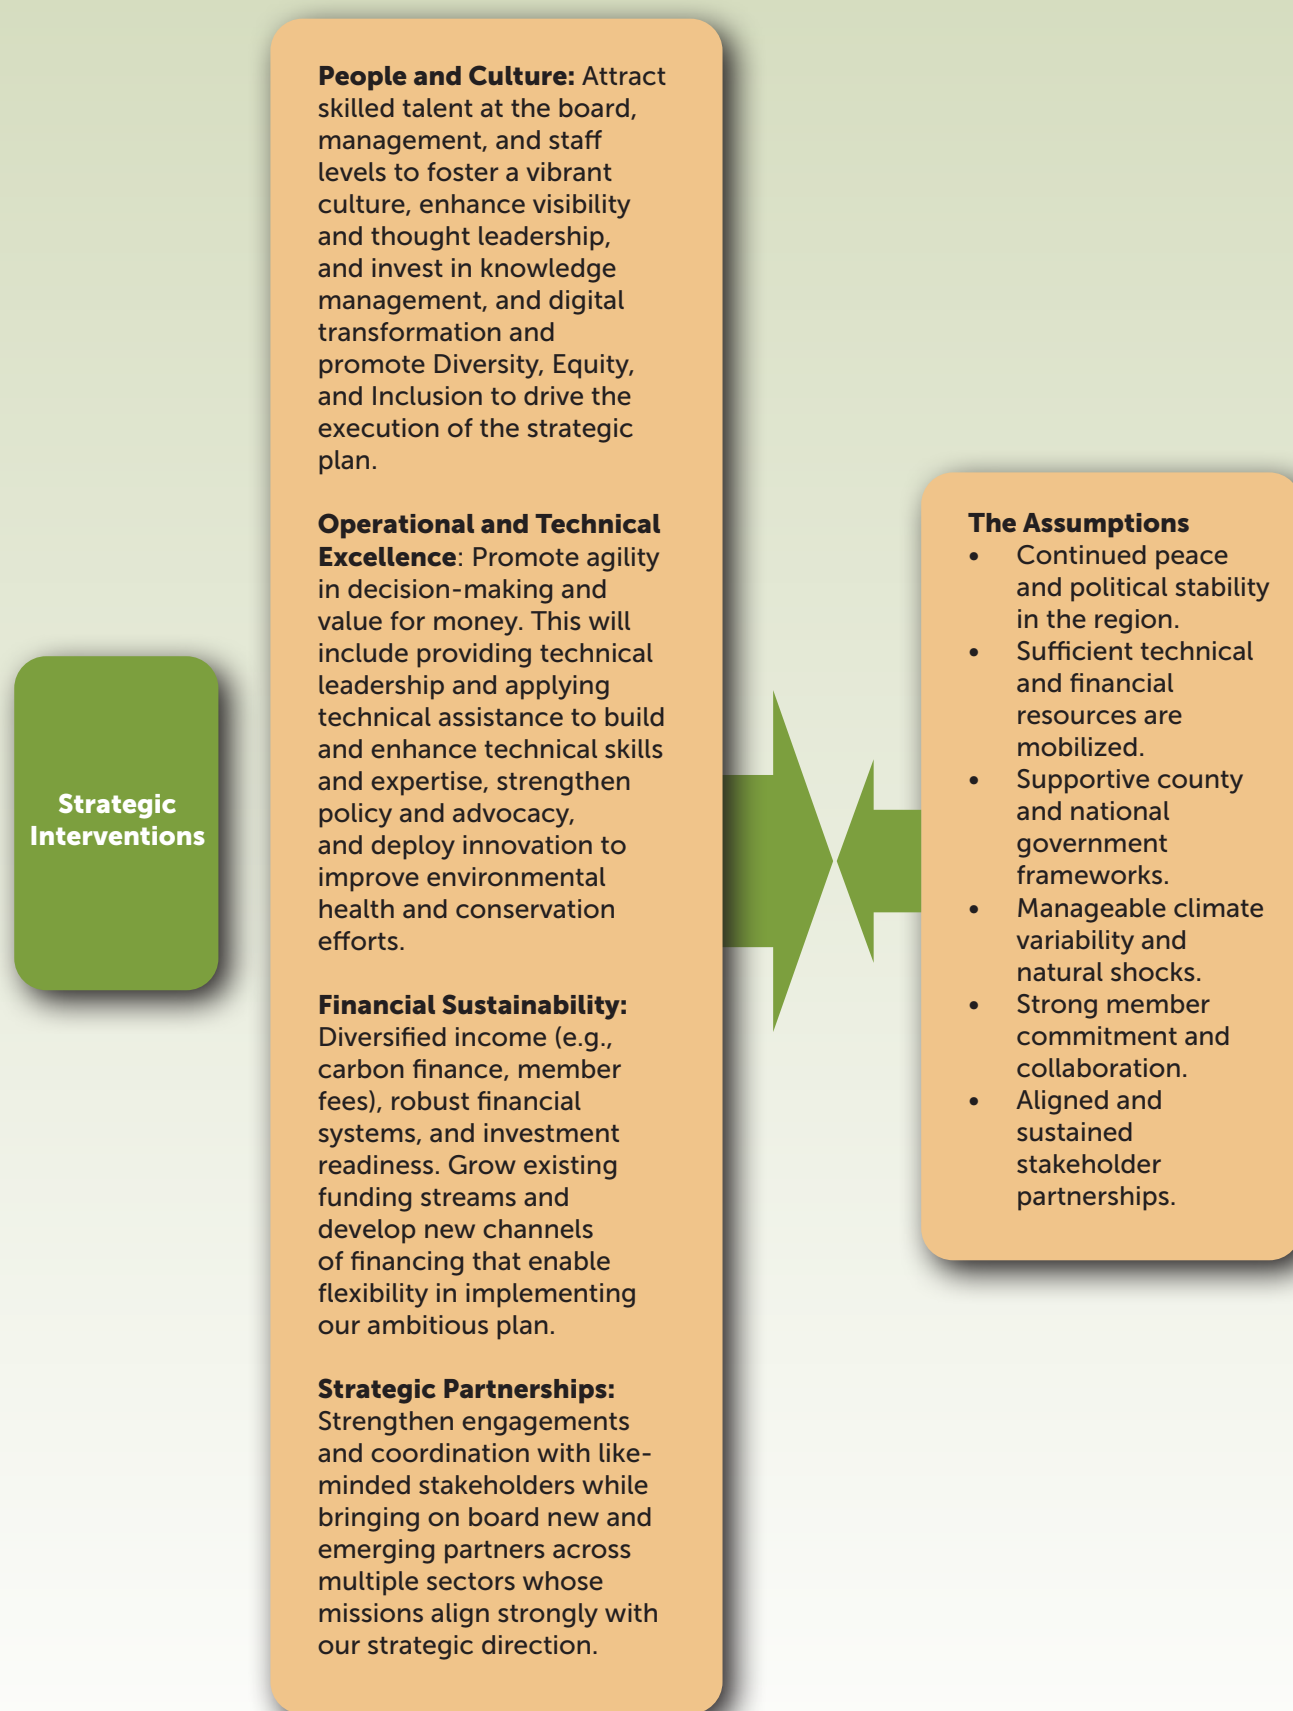 Strategic
Interventions
People and Culture: Attract
skilled talent at the board,
management, and staff
levels to foster a vibrant
culture, enhance visibility
and thought leadership,
and invest in knowledge
management, and digital
transformation and
promote Diversity, Equity,
and Inclusion to drive the
execution of the strategic
plan.
Operational and Technical
Excellence: Promote agility
in decision-making and
value for money. This will
include providing technical
leadership and applying
technical assistance to build
and enhance technical skills
and expertise, strengthen
policy and advocacy,
and deploy innovation to
improve environmental
health and conservation
efforts.
Financial Sustainability:
Diversified income (e.g.,
carbon finance, member
fees), robust financial
systems, and investment
readiness. Grow existing
funding streams and
develop new channels
of financing that enable
flexibility in implementing
our ambitious plan.
Strategic Partnerships:
Strengthen engagements
and coordination with like-
minded stakeholders while
bringing on board new and
emerging partners across
multiple sectors whose
missions align strongly with
our strategic direction.
The Assumptions
• Continued peace
and political stability
in the region.
• Sufficient technical
and financial
resources are
mobilized.
• Supportive county
and national
government
frameworks.
• Manageable climate
variability and
natural shocks.
• Strong member
commitment and
collaboration.
• Aligned and
sustained
stakeholder
partnerships.